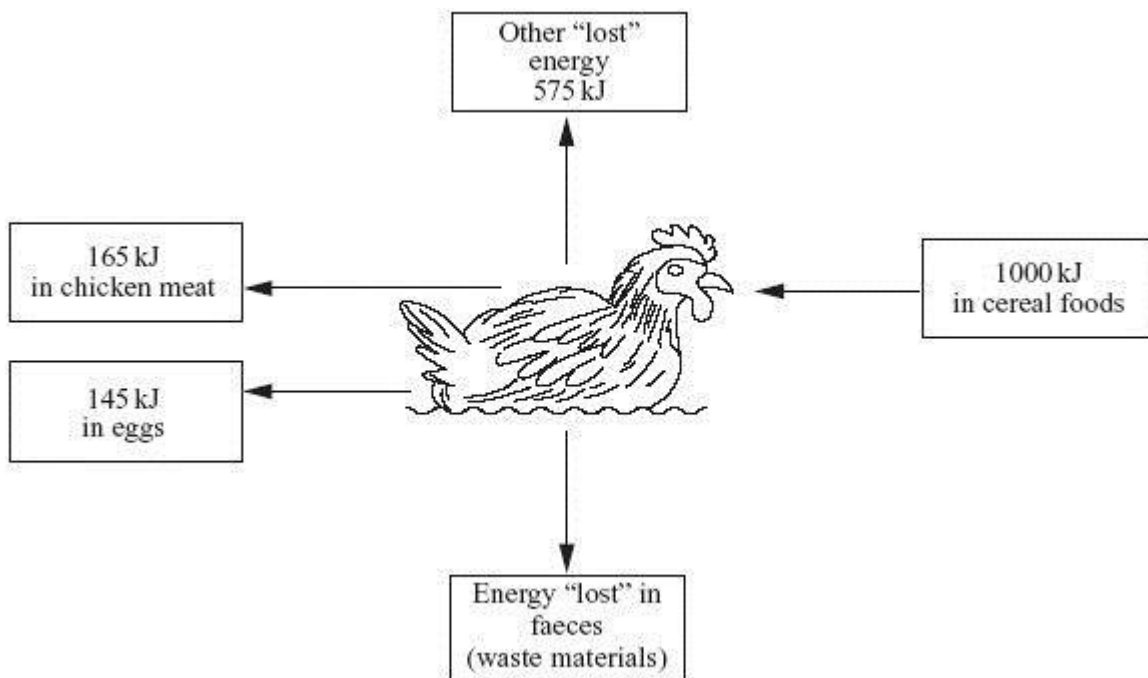 Other “lost”
energy
575 kJ
165 kJ
in chicken meat
1000 kJ
in cereal foods
145 kJ
in eggs
Energy “lost” in
faeces
(waste materials)